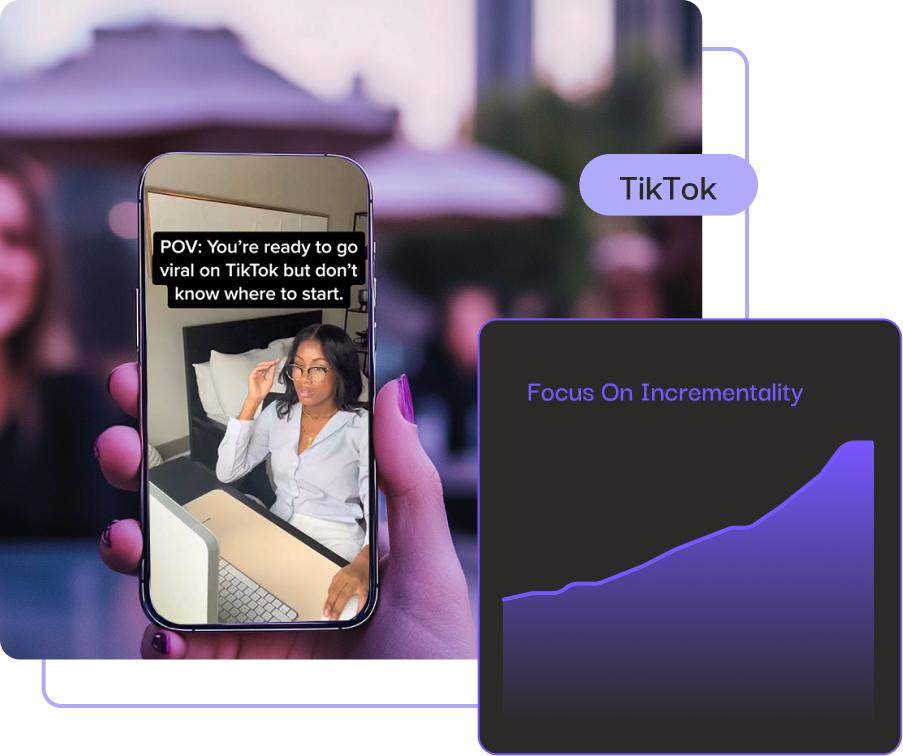 POV: You’re ready to go
viral on TikTok but don’t
know where to start.
TikTok
Focus On Incrementality